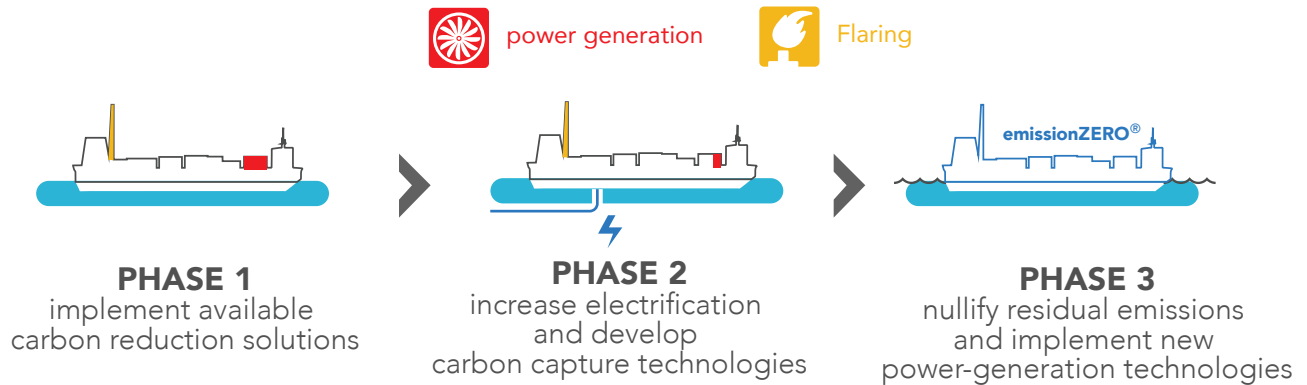 power generation
Flaring
emissionZERO®
PHASE 1
implement available
carbon reduction solutions
PHASE 2
increase electrification
and develop
carbon capture technologies
PHASE 3
nullify residual emissions
and implement new
power-generation technologies